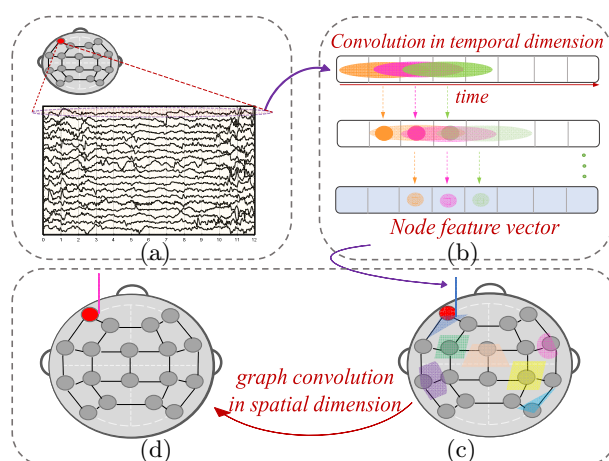 Convolution in temporal dimension
time
0 1 2 3 4 5 6 7 8 9 10 11 12
Node feature vector
(a)
(b)
graph convolution
in spatial dimension
(d)
(c)